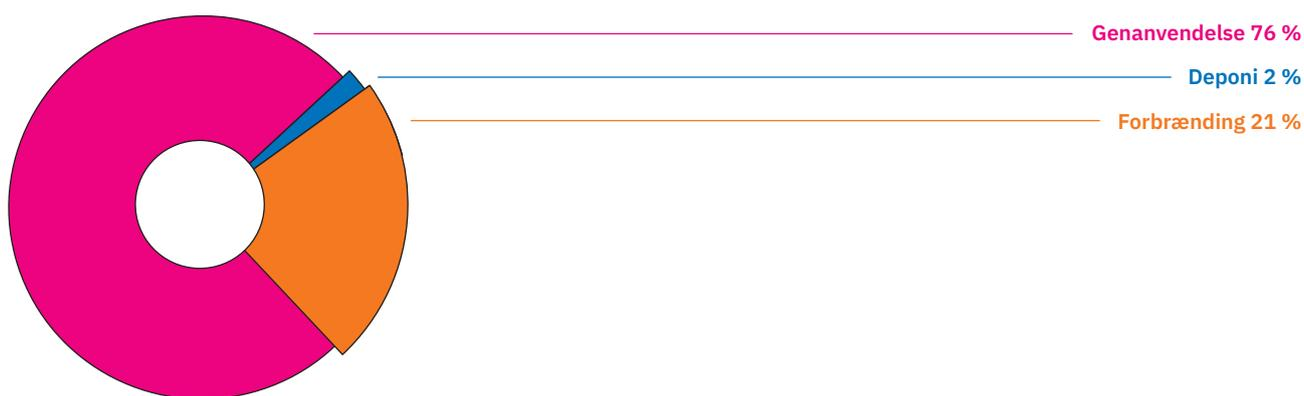 Genanvendelse 76 %
Deponi 2 %
Forbrænding 21 %